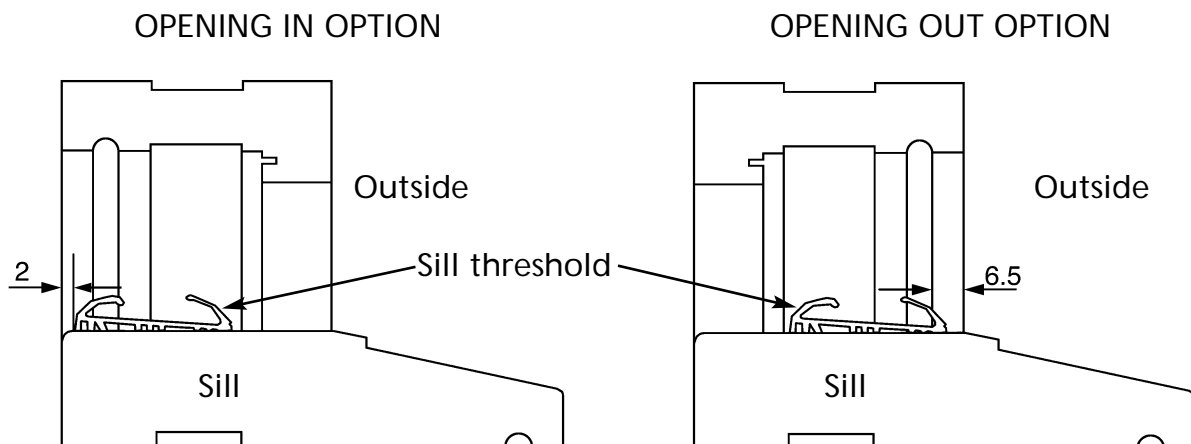 OPENING IN OPTION
OPENING OUT OPTION
Outside
Outside
2
Sill threshold
6.5
Sill
Sill